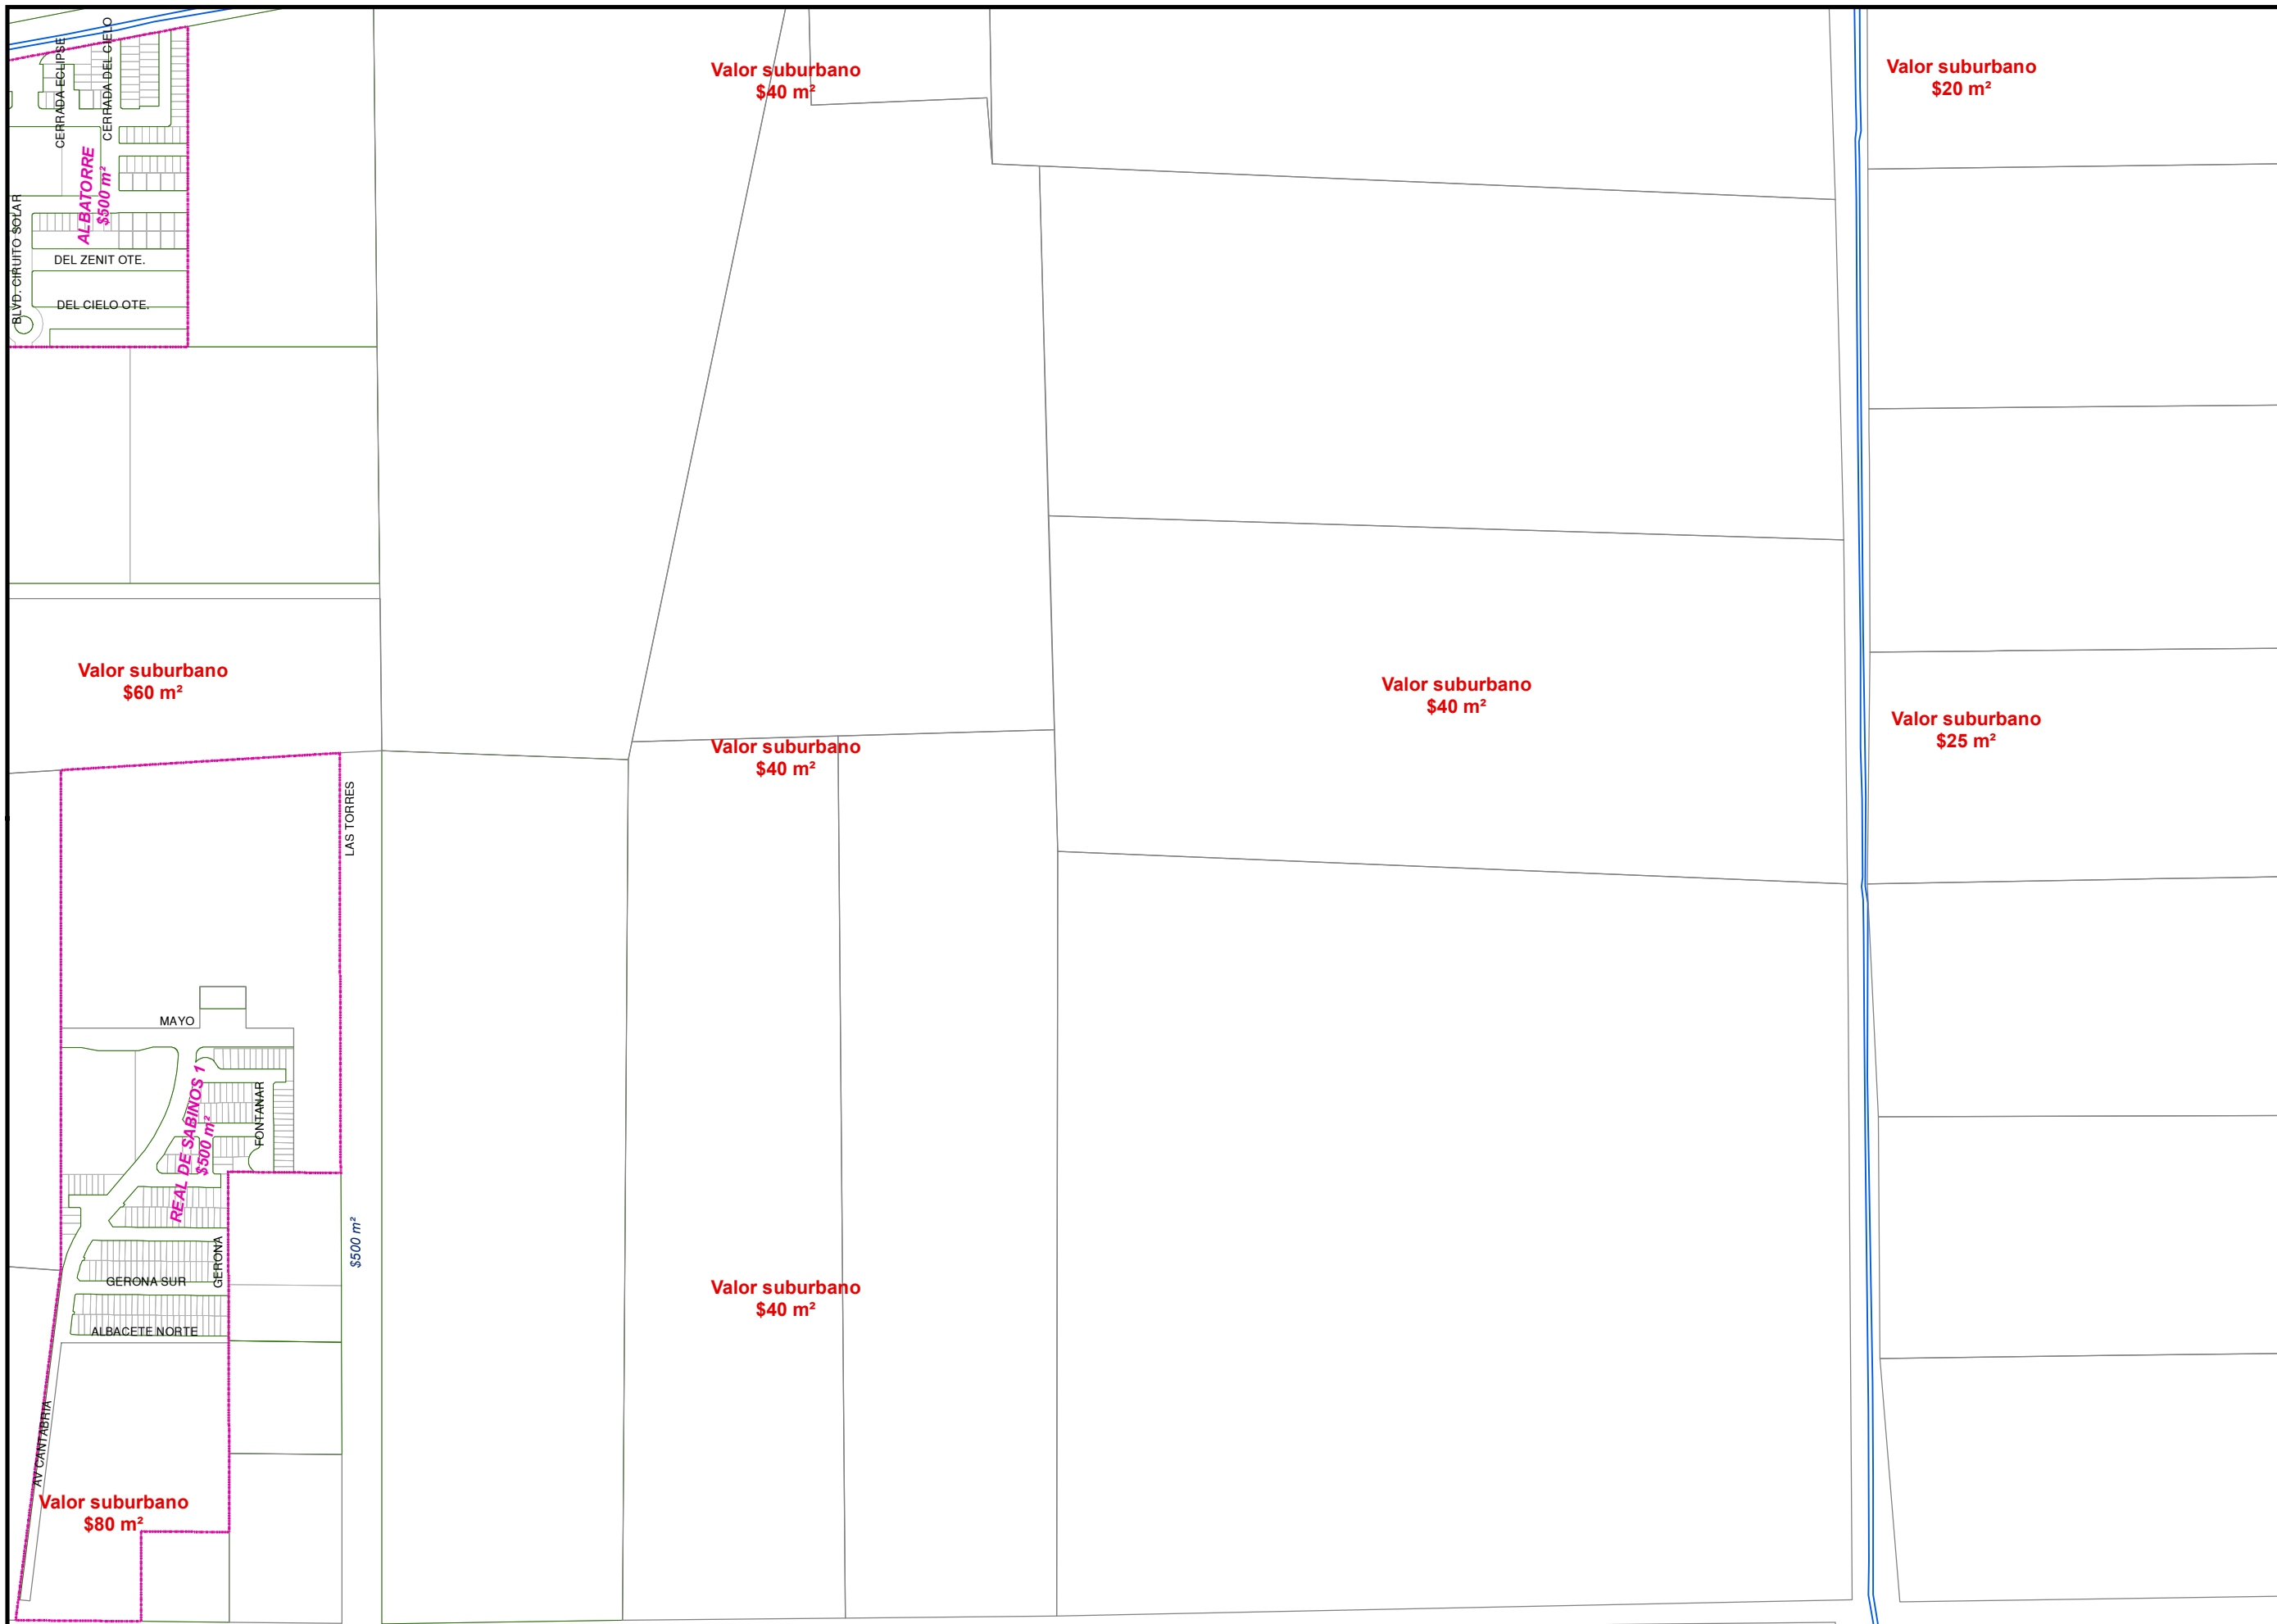 CERRADA ECLIPSE
CERRADA DEL CIELO
Valor suburbano
$40 m²
Valor suburbano
$20 m²
ALBATORRE
$500 m²
BLVD. CIRUITO SOLAR
DEL ZENIT OTE.
DEL CIELO OTE.
Valor suburbano
$60 m²
Valor suburbano
$40 m²
Valor suburbano
$25 m²
Valor suburbano
$40 m²
LAS TORRES
MAYO
FONTANAR
REAL DE SABINOS 1
$500 m²
$500 m²
GERONA
GERONA SUR
Valor suburbano
$40 m²
ALBACETE NORTE
AV CANTABRIA
Valor suburbano
$80 m²